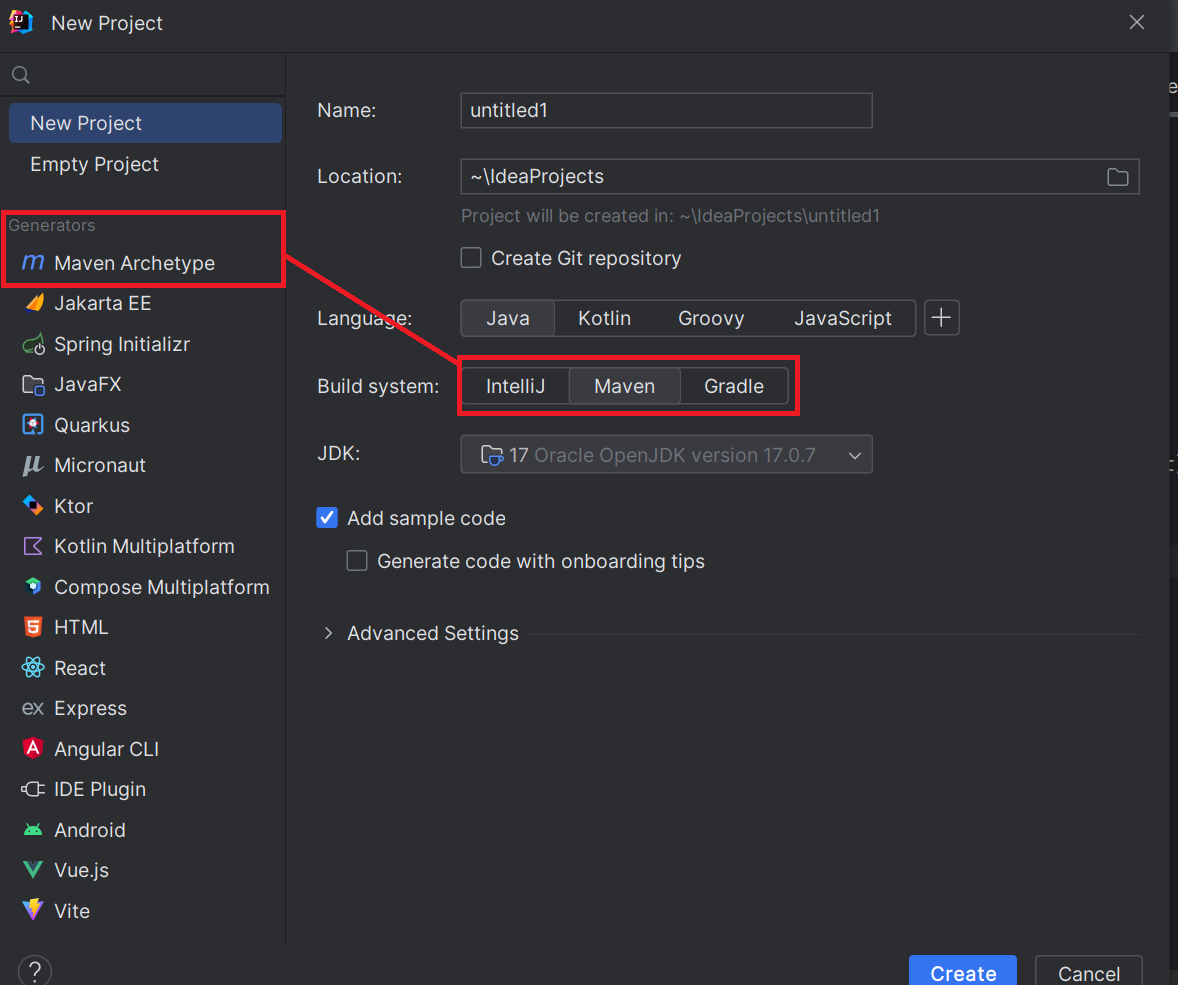 New Project
New Project
Empty Project
Generators
Maven Archetype
Jakarta EE
Spring Initializr
JavaFX
Quarkus
Micronaut
Ktor
Kotlin Multiplatform
Compose Multiplatform
HTML
React
Express
Angular CLI
IDE Plugin
Android
Vue.js
Vite
?
Name: untitled1
Location: ~\IdeaProjects
Project will be created in: ~\IdeaProjects\untitled1
Create Git repository
Language: Java Kotlin Groovy JavaScript
Build system: IntelliJ Maven Gradle
JDK: 17 Oracle OpenJDK version 17.0.7
Add sample code
Generate code with onboarding tips
Advanced Settings
Create Cancel